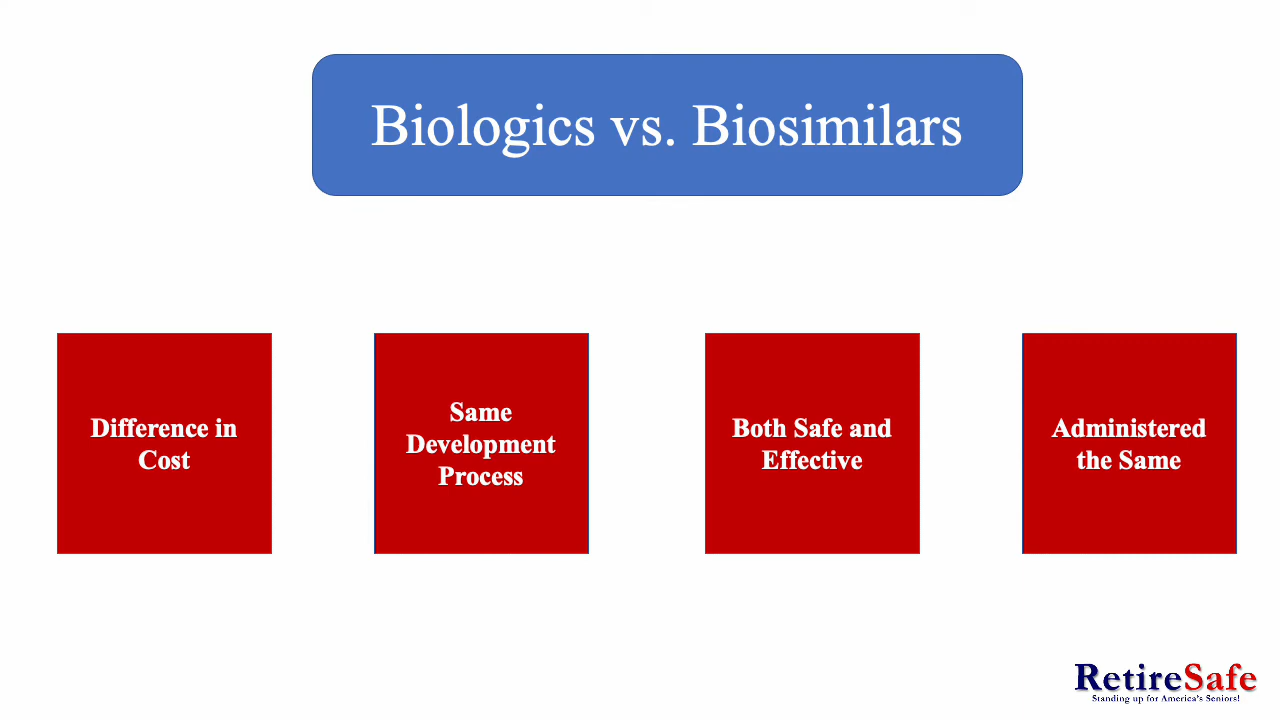 Biologics vs. Biosimilars
Difference in
Cost
Same
Development
Process
Both Safe and
Effective
Administered
the Same
RetireSafe
Standing up for America's Seniors!